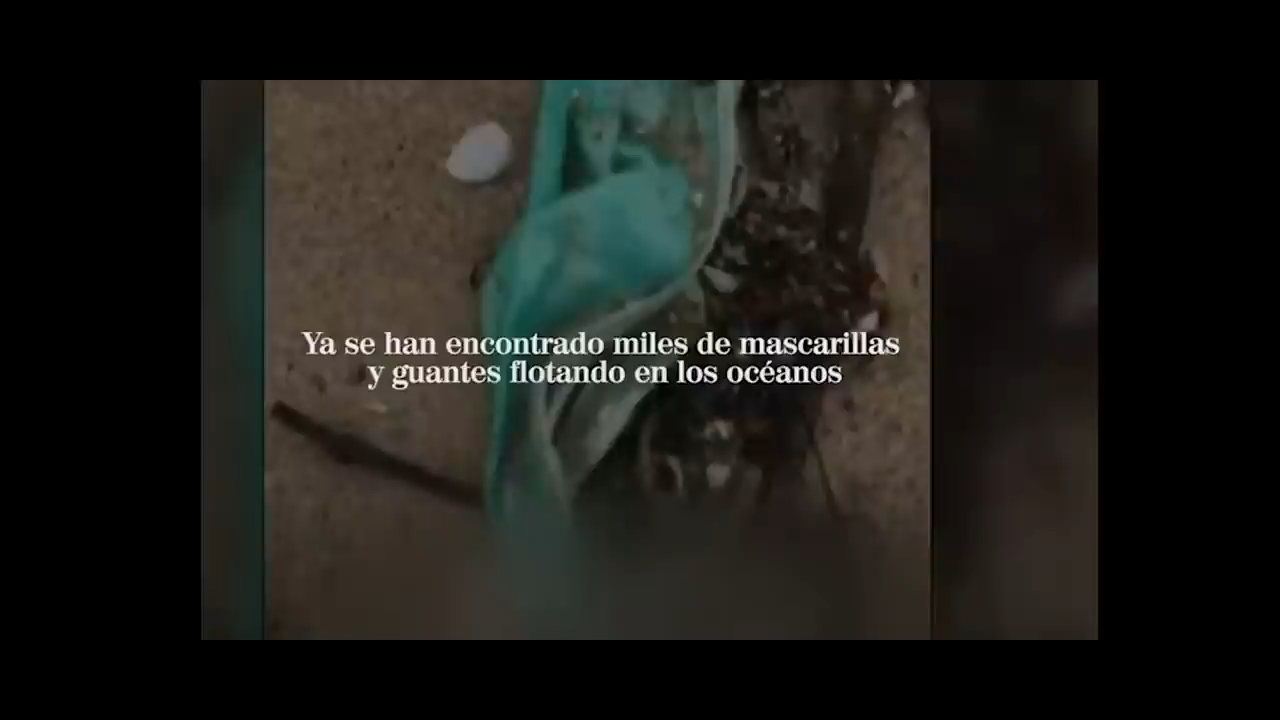 Ya se han encontrado miles de mascarillas
y guantes flotando en los océanos